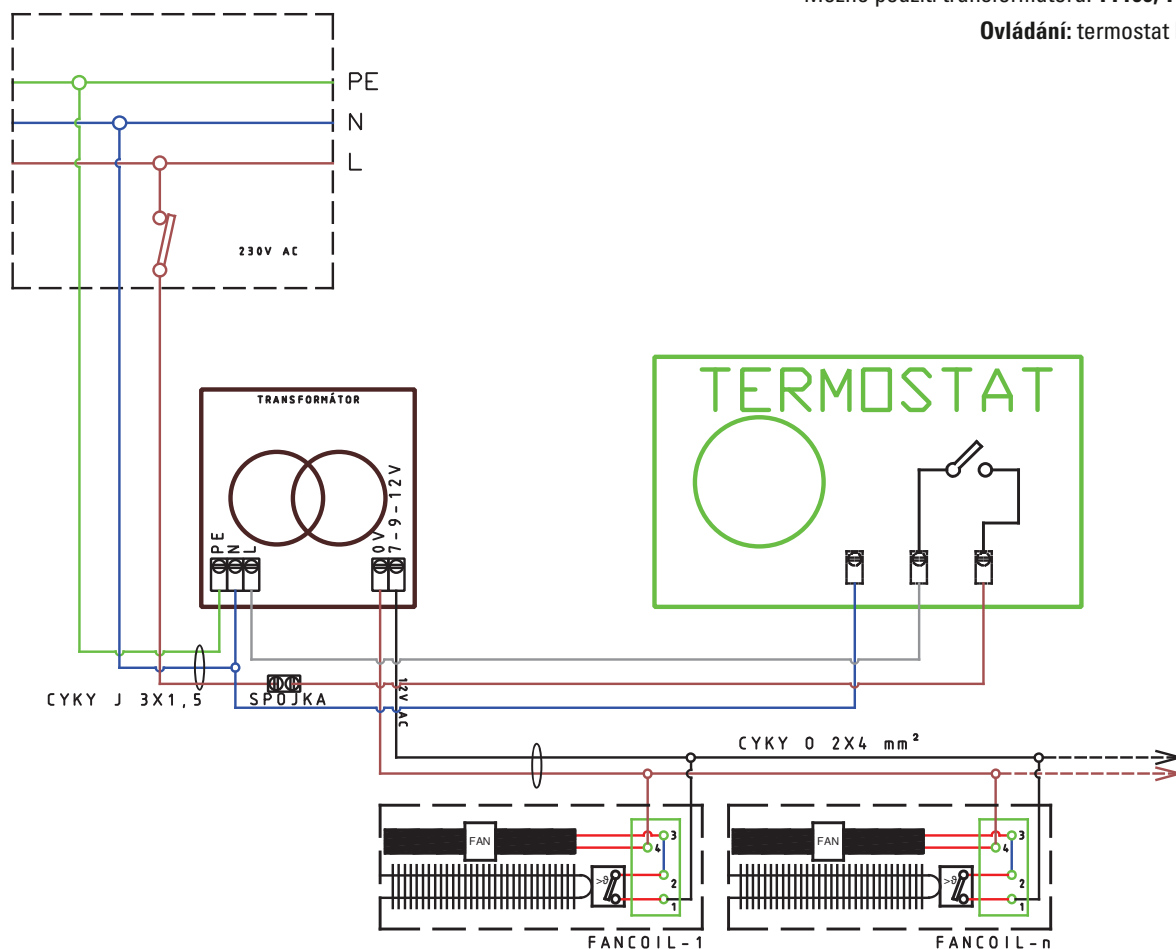 Ovládání: termostat
PE
N
L
230V AC
TRANSFORMÁTOR
PE
N
L
0V
7-9-12V
TERMOSTAT
CYKY J 3X1,5
SPOJKA
12V AC
CYKY O 2X4 mm²
FAN
3
4
>ϑ
2
1
FANCOIL-1
FAN
3
4
>ϑ
2
1
FANCOIL-n